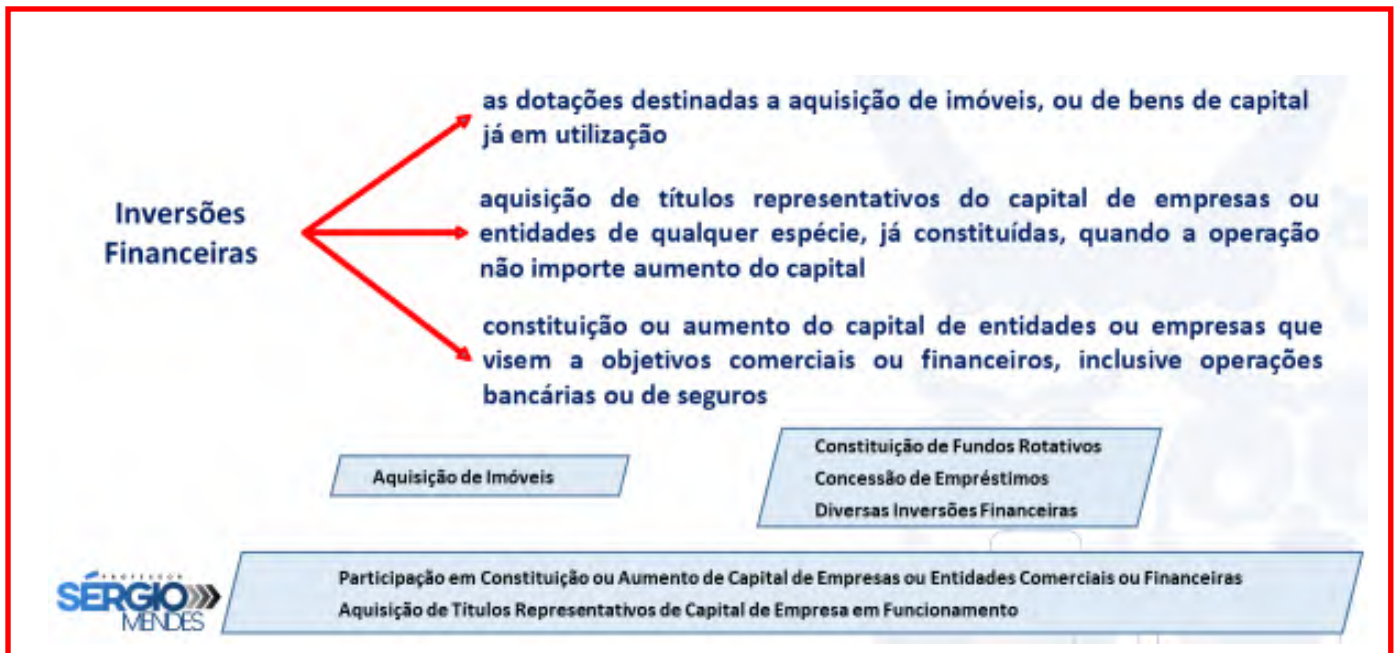 as dotações destinadas a aquisição de imóveis, ou de bens de capital
já em utilização
Inversões
Financeiras
aquisição de títulos representativos do capital de empresas ou
entidades de qualquer espécie, já constituídas, quando a operação
não importe aumento do capital
constituição ou aumento do capital de entidades ou empresas que
visem a objetivos comerciais ou financeiros, inclusive operações
bancárias ou de seguros
Aquisição de Imóveis
Constituição de Fundos Rotativos
Concessão de Empréstimos
Diversas Inversões Financeiras
PROFESSOR
SÉRGIO
MENDES
Participação em Constituição ou Aumento de Capital de Empresas ou Entidades Comerciais ou Financeiras
Aquisição de Títulos Representativos de Capital de Empresa em Funcionamento